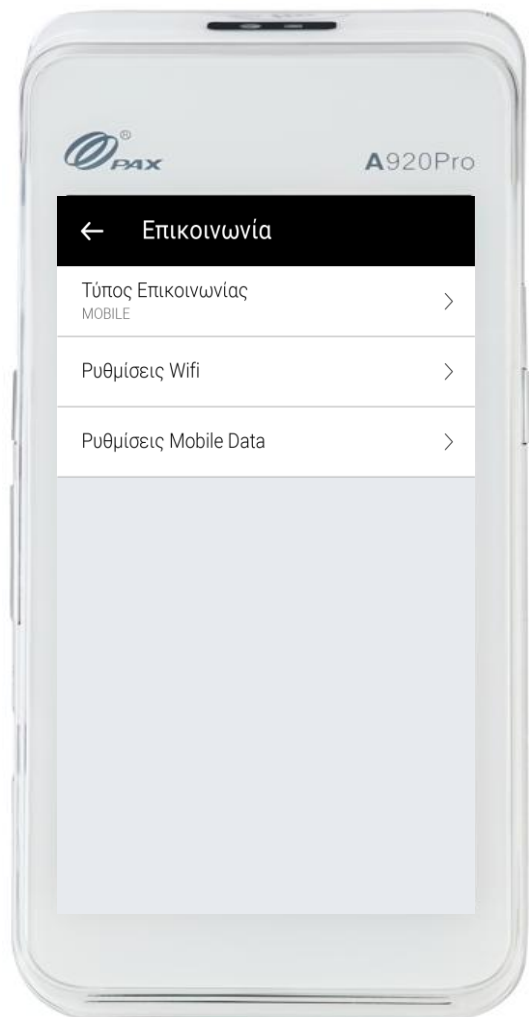 PAX®
A920Pro
← Επικοινωνία
Τύπος Επικοινωνίας
MOBILE
Ρυθμίσεις Wifi
Ρυθμίσεις Mobile Data